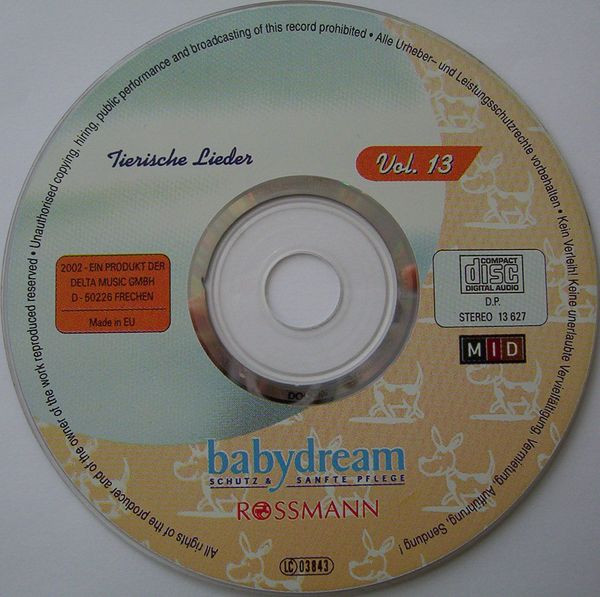 All rights of the producer and of the owner of the work reproduced reserved • Unauthorised copying, hiring, public performance and broadcasting of this record prohibited • Alle Urheber– und Leistungsschutzrechte vorbehalten • Kein Verleih! Keine unerlaubte Vervielfältigung, Vermietung, Aufführung, Sendung!
Tierische Lieder
Vol. 13
2002 - EIN PRODUKT DER
DELTA MUSIC GMBH
D - 50226 FRECHEN
Made in EU
COMPACT
disc
DIGITAL AUDIO
D.P.
STEREO 13 627
MID
babydream
SCHUTZ & SANFTE PFLEGE
ROSSMANN
LC 03843